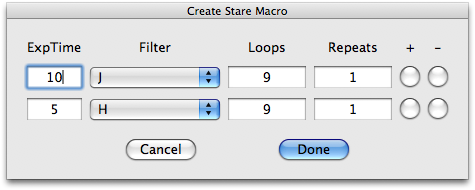 Create Stare Macro
ExpTime Filter Loops Repeats + -
10 J 9 1
5 H 9 1
Cancel Done